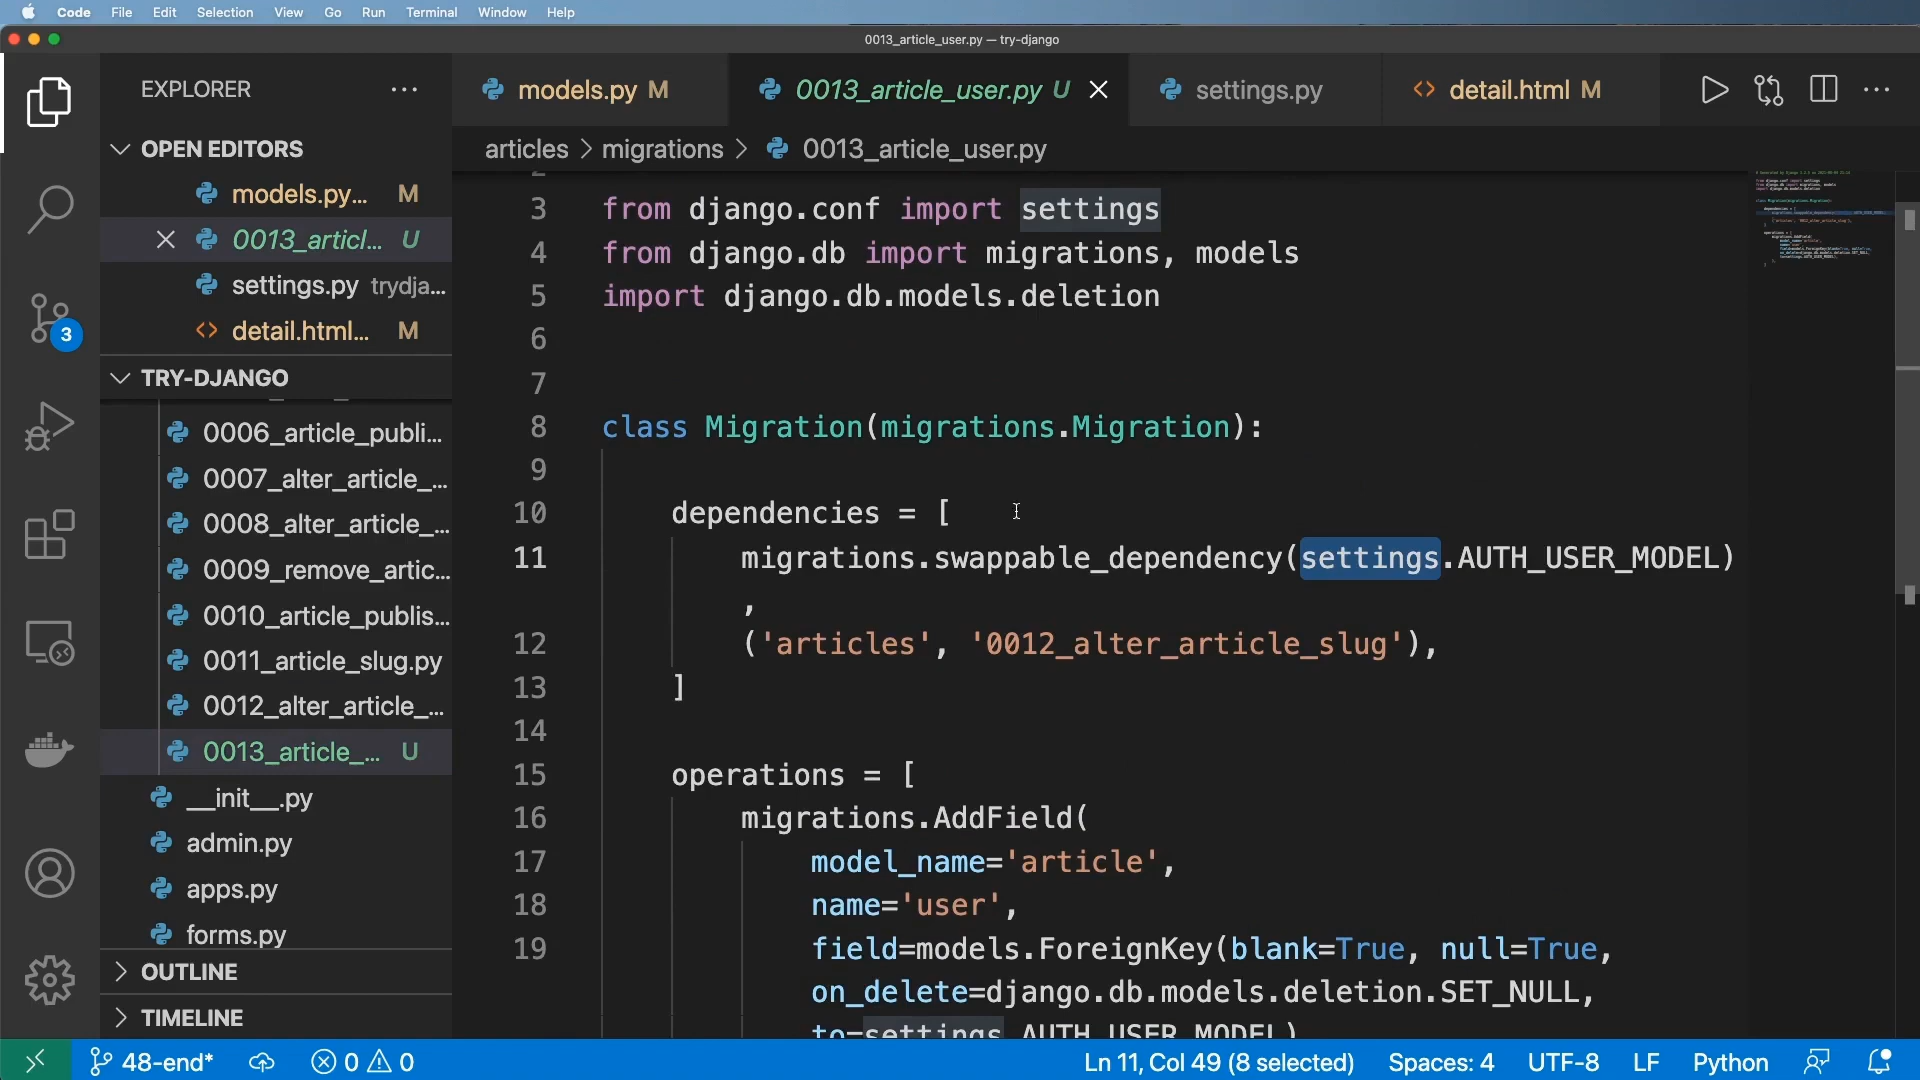 Code File Edit Selection View Go Run Terminal Window Help
0013_article_user.py — try-django
EXPLORER
models.py M
0013_article_user.py U
settings.py
detail.html M
OPEN EDITORS
articles > migrations > 0013_article_user.py
models.py... M
0013_articl... U
settings.py trydja...
detail.html... M
TRY-DJANGO
0006_article_publi...
0007_alter_article_...
0008_alter_article_...
0009_remove_artic...
0010_article_publis...
0011_article_slug.py
0012_alter_article_...
0013_article_... U
__init__.py
admin.py
apps.py
forms.py
OUTLINE
TIMELINE
3
3 from django.conf import settings
4 from django.db import migrations, models
5 import django.db.models.deletion
6
7
8 class Migration(migrations.Migration):
9
10 dependencies = [
11 migrations.swappable_dependency(settings.AUTH_USER_MODEL)
,
12 ('articles', '0012_alter_article_slug'),
13 ]
14
15 operations = [
16 migrations.AddField(
17 model_name='article',
18 name='user',
19 field=models.ForeignKey(blank=True, null=True,
on_delete=django.db.models.deletion.SET_NULL,
to=settings.AUTH_USER_MODEL)
48-end* 0 0 Ln 11, Col 49 (8 selected) Spaces: 4 UTF-8 LF Python